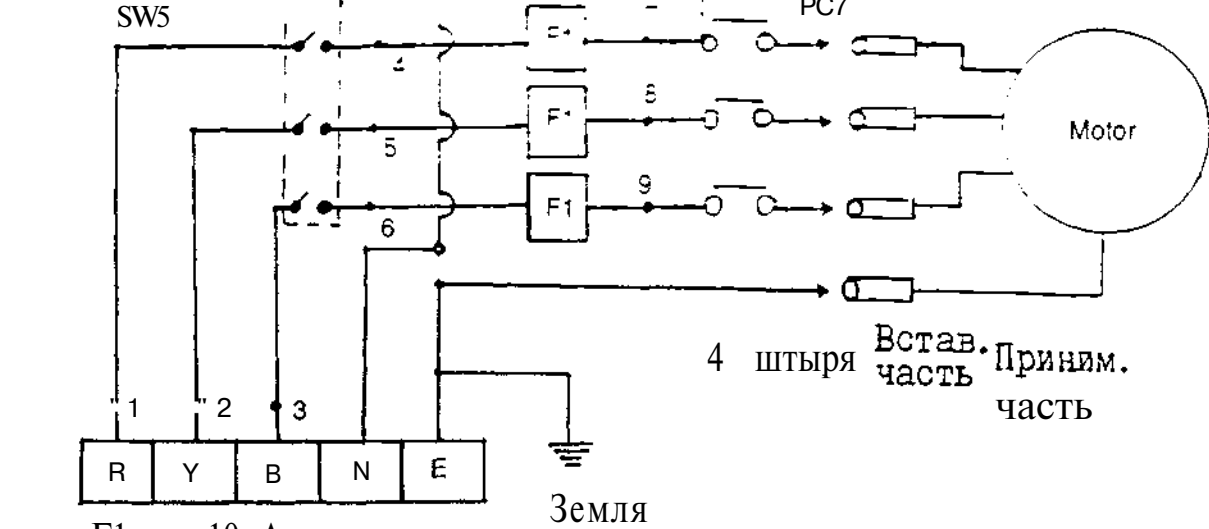 SW5
PC7
4
F1
8
F1
Motor
5
9
F1
6
4 штыря Встав. Приним.
часть часть
1 2 3
R Y B N E
Земля